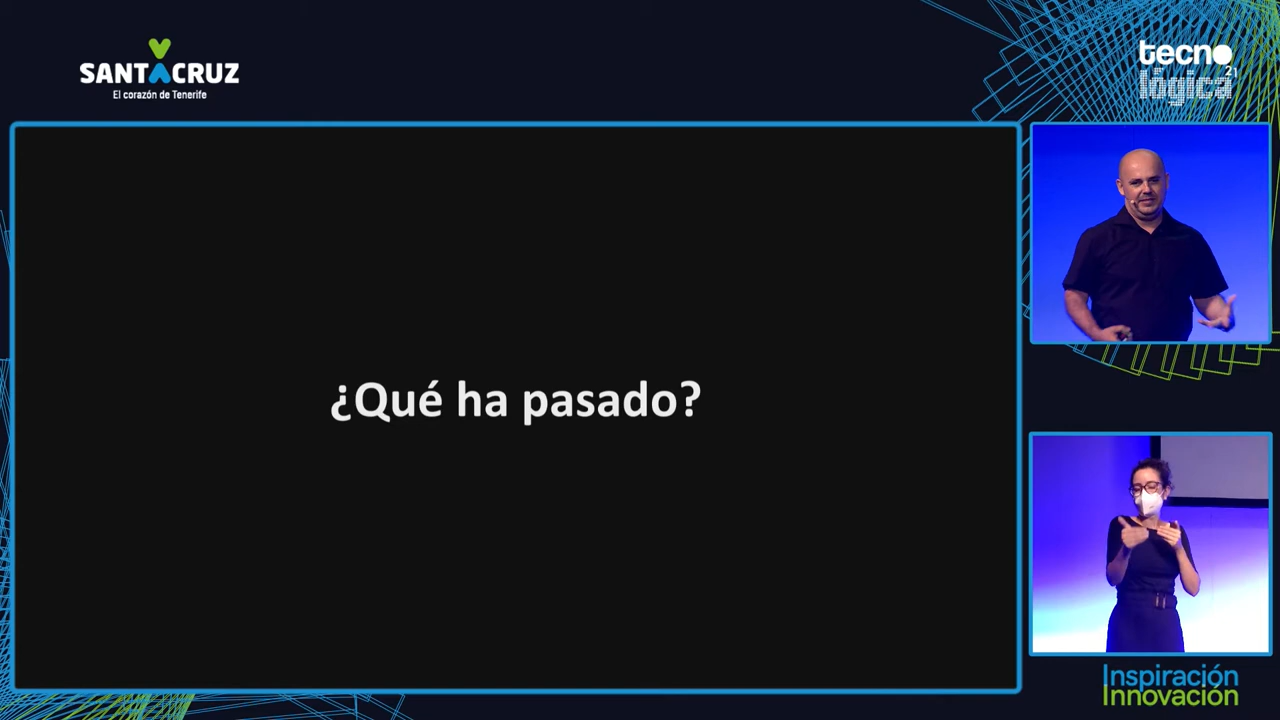 SANTACRUZ
El corazón de Tenerife
tecno
lógica
21
¿Qué ha pasado?
Inspiración
Innovación